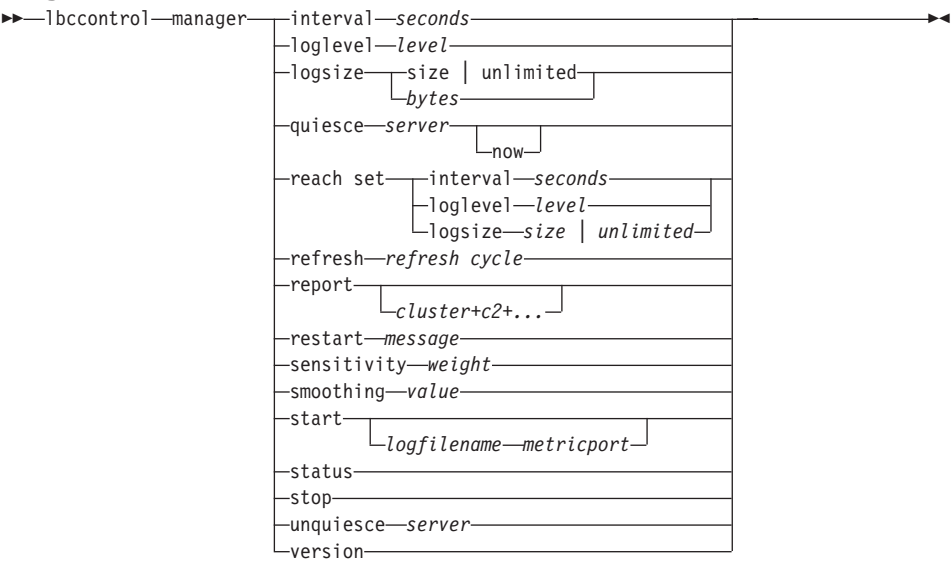 lbccontrol manager interval seconds
loglevel level
logsize size | unlimited
bytes
quiesce server
now
reach set interval seconds
loglevel level
logsize size | unlimited
refresh refresh cycle
report
cluster+c2+...
restart message
sensitivity weight
smoothing value
start
logfilename metricport
status
stop
unquiesce server
version